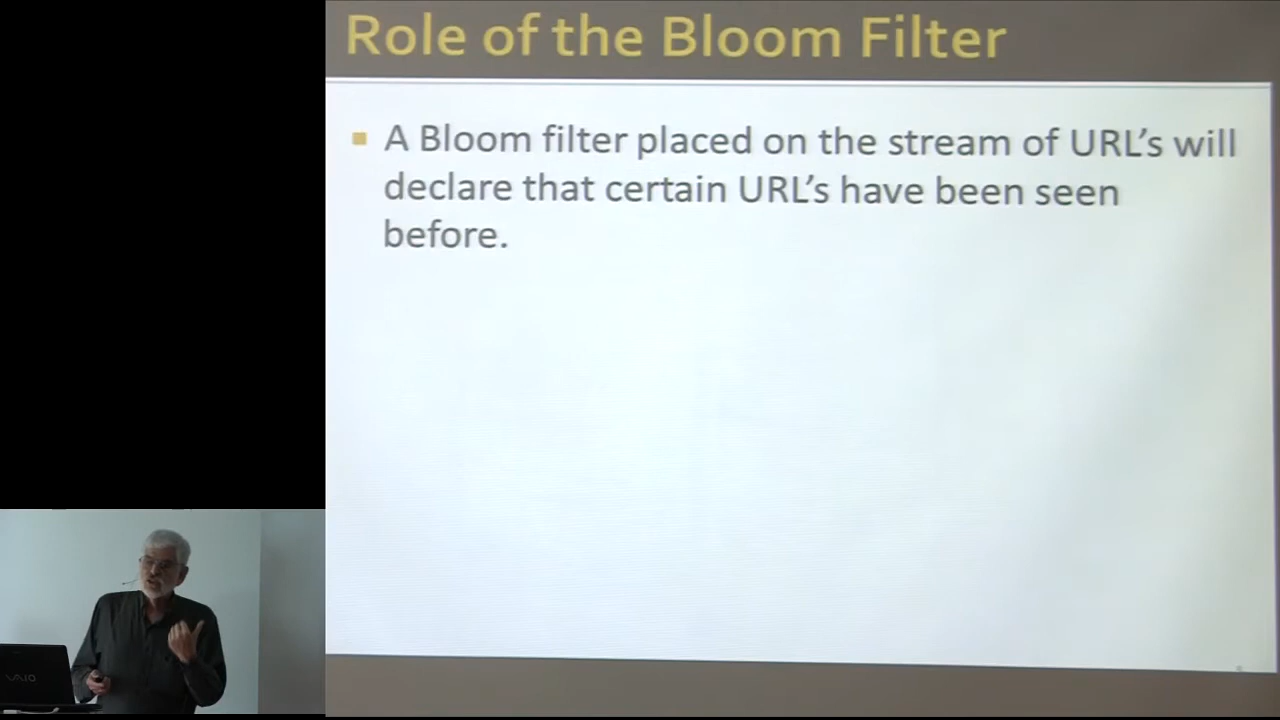 Role of the Bloom Filter
A Bloom filter placed on the stream of URL's will
declare that certain URL's have been seen
before.
VAIO